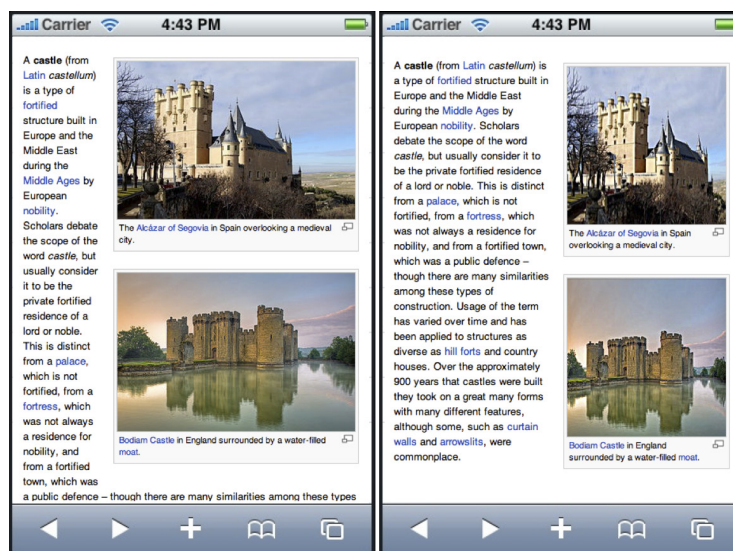 Carrier 4:43 PM
A castle (from
Latin castellum)
is a type of
fortified
structure built in
Europe and the
Middle East
during the
Middle Ages by
European
nobility.
Scholars debate
the scope of the
word castle, but
usually consider
it to be the
private fortified
residence of a
lord or noble.
This is distinct
from a palace,
which is not
fortified, from a
fortress, which
was not always
a residence for
nobility, and
from a fortified
town, which was
a public defence – though there are many similarities among these types
The Alcázar of Segovia in Spain overlooking a medieval
city.
Bodiam Castle in England surrounded by a water-filled
moat.
Carrier 4:43 PM
A castle (from Latin castellum) is
a type of fortified structure built in
Europe and the Middle East
during the Middle Ages by
European nobility. Scholars
debate the scope of the word
castle, but usually consider it to
be the private fortified residence
of a lord or noble. This is distinct
from a palace, which is not
fortified, from a fortress, which
was not always a residence for
nobility, and from a fortified town,
which was a public defence –
though there are many similarities
among these types of
construction. Usage of the term
has varied over time and has
been applied to structures as
diverse as hill forts and country
houses. Over the approximately
900 years that castles were built
they took on a great many forms
with many different features,
although some, such as curtain
walls and arrowslits, were
commonplace.
The Alcázar of Segovia in Spain
overlooking a medieval city.
Bodiam Castle in England
surrounded by a water-filled moat.